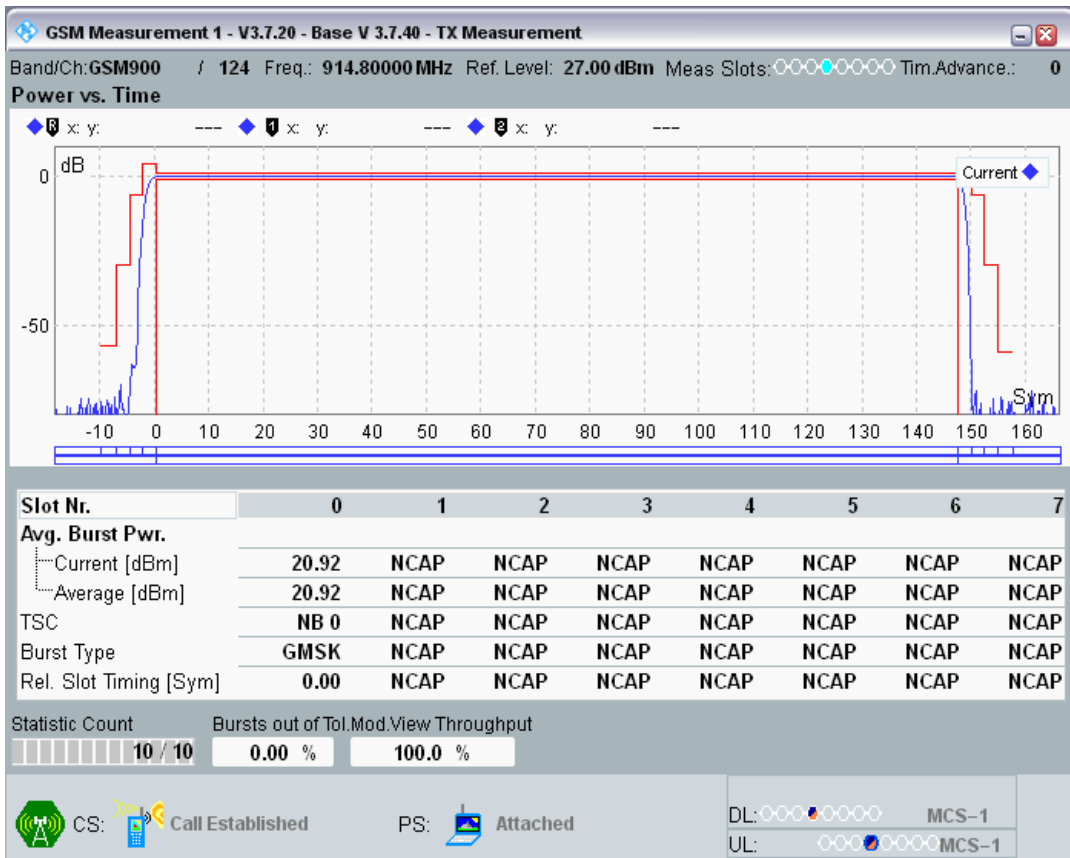 GSM Measurement 1 - V3.7.20 - Base V 3.7.40 - TX Measurement
Band/Ch:GSM900 / 124 Freq.: 914.80000 MHz Ref. Level: 27.00 dBm Meas Slots: Tim.Advance.: 0
Power vs. Time
R x: y: --- 1 x: y: --- 2 x: y: ---
dB
Current
0
-50
Sym
-10 0 10 20 30 40 50 60 70 80 90 100 110 120 130 140 150 160
Slot Nr. 0 1 2 3 4 5 6 7
Avg. Burst Pwr.
Current [dBm] 20.92 NCAP NCAP NCAP NCAP NCAP NCAP NCAP
Average [dBm] 20.92 NCAP NCAP NCAP NCAP NCAP NCAP NCAP
TSC NB 0 NCAP NCAP NCAP NCAP NCAP NCAP NCAP
Burst Type GMSK NCAP NCAP NCAP NCAP NCAP NCAP NCAP
Rel. Slot Timing [Sym] 0.00 NCAP NCAP NCAP NCAP NCAP NCAP NCAP
Statistic Count Bursts out of Tol.Mod.View Throughput
10 / 10 0.00 % 100.0 %
CS: Call Established PS: Attached
DL: MCS-1
UL: MCS-1